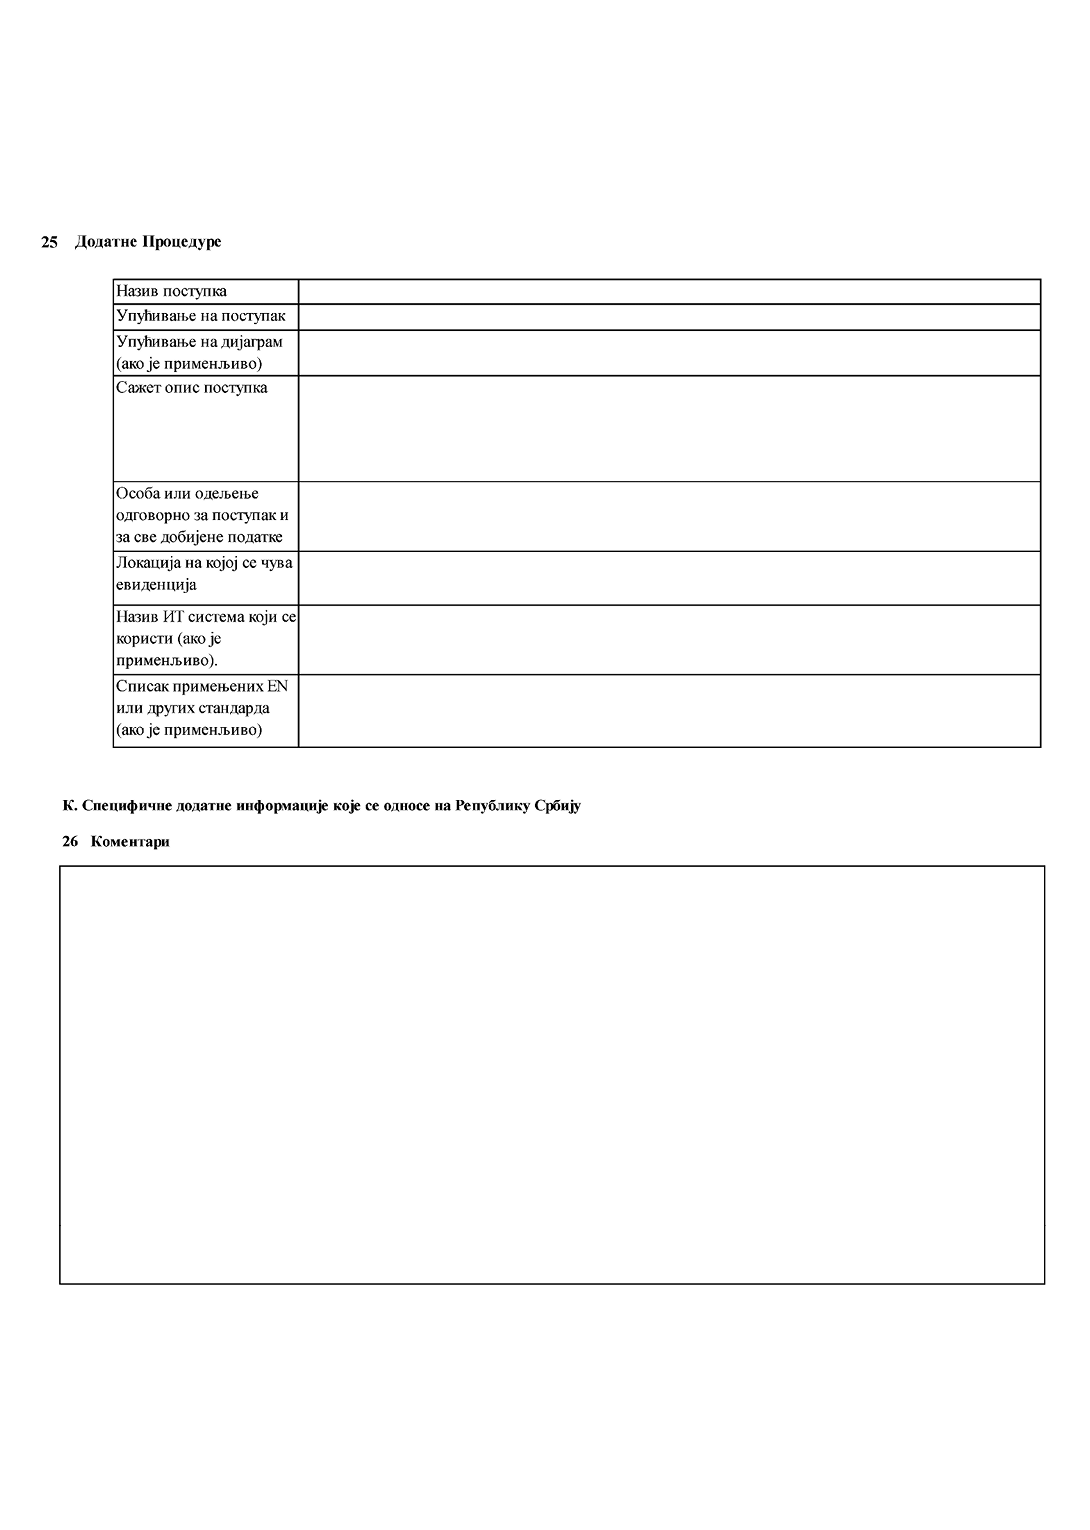 25 Додатне Процедуре
Назив поступка
Упућивање на поступак
Упућивање на дијаграм
(ако је применљиво)
Сажет опис поступка
Особа или одељење
одговорно за поступак и
за све добијене податке
Локација на којој се чува
евиденција
Назив ИТ система који се
користи (ако је
применљиво).
Списак примењених EN
или других стандарда
(ако је применљиво)
К. Специфичне додатне информације које се односе на Републику Србију
26 Коментари